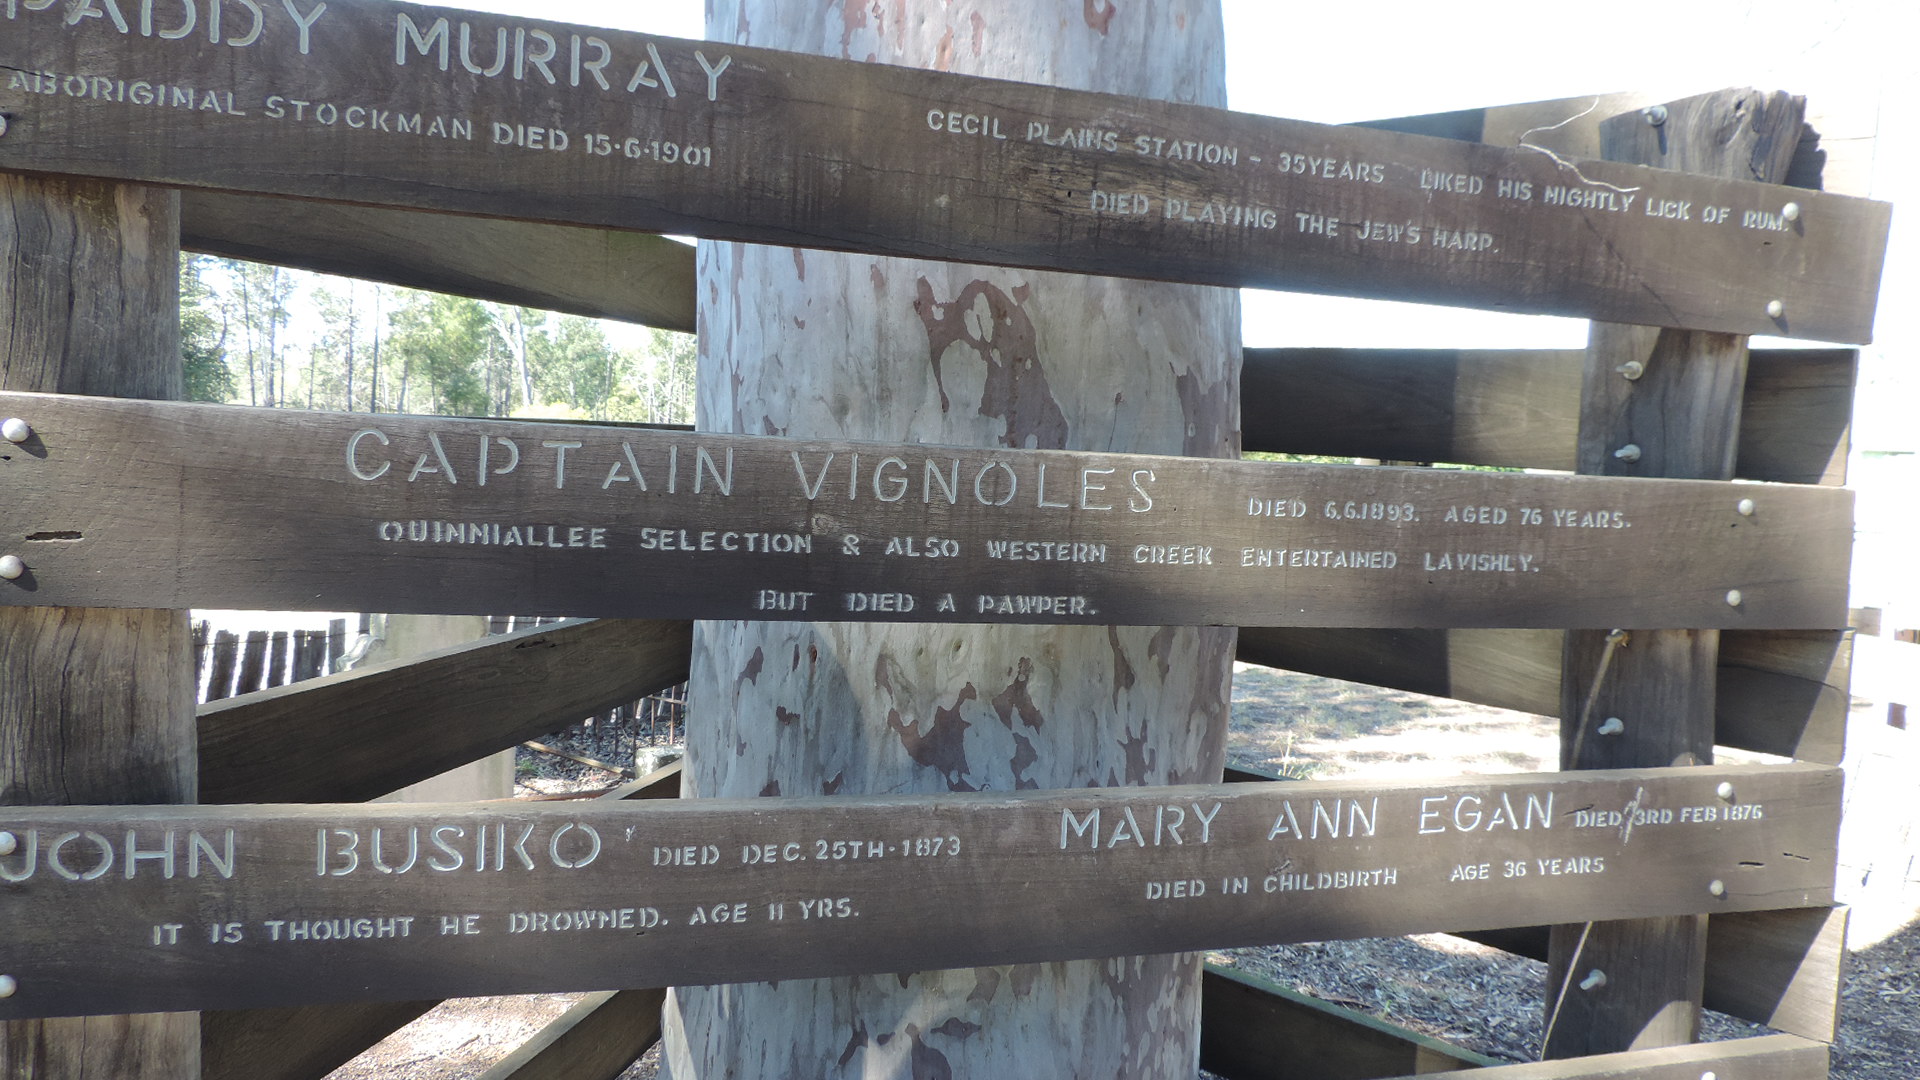 PADDY MURRAY
ABORIGINAL STOCKMAN DIED 15·6·1901
CECIL PLAINS STATION - 35YEARS LIKED HIS NIGHTLY LICK OF RUM.
DIED PLAYING THE JEW'S HARP.
CAPTAIN VIGNOLES DIED 6.6.1893. AGED 76 YEARS.
QUINNIALLEE SELECTION & ALSO WESTERN CREEK ENTERTAINED LAVISHLY.
BUT DIED A PAWPER.
JOHN BUSIKO DIED DEC. 25TH·1873
IT IS THOUGHT HE DROWNED. AGE 11 YRS.
MARY ANN EGAN DIED 3RD FEB 1876
DIED IN CHILDBIRTH AGE 36 YEARS